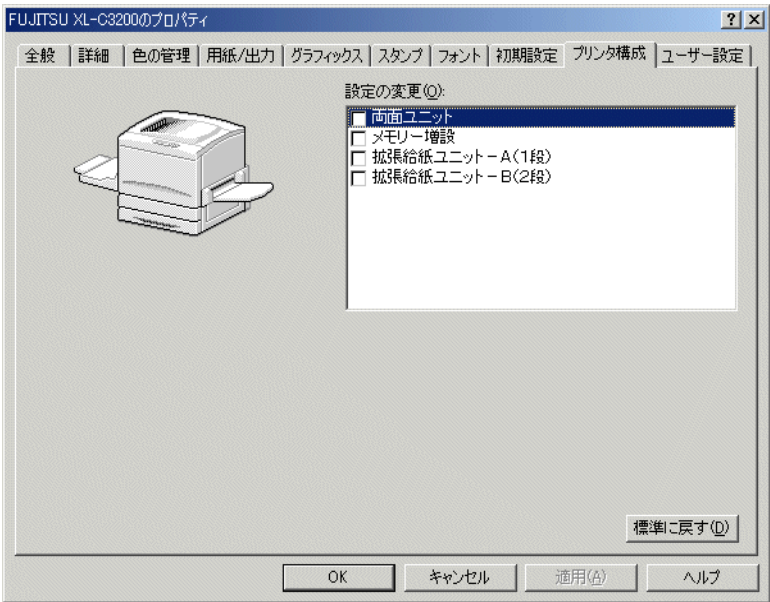 FUJITSU XL-C3200のプロパティ
全般 詳細 色の管理 用紙/出力 グラフィックス スタンプ フォント 初期設定 プリンタ構成 ユーザー設定
設定の変更(O):
両面ユニット
メモリー増設
拡張給紙ユニット－A(1段)
拡張給紙ユニット－B(2段)
標準に戻す(D)
OK キャンセル 適用(A) ヘルプ